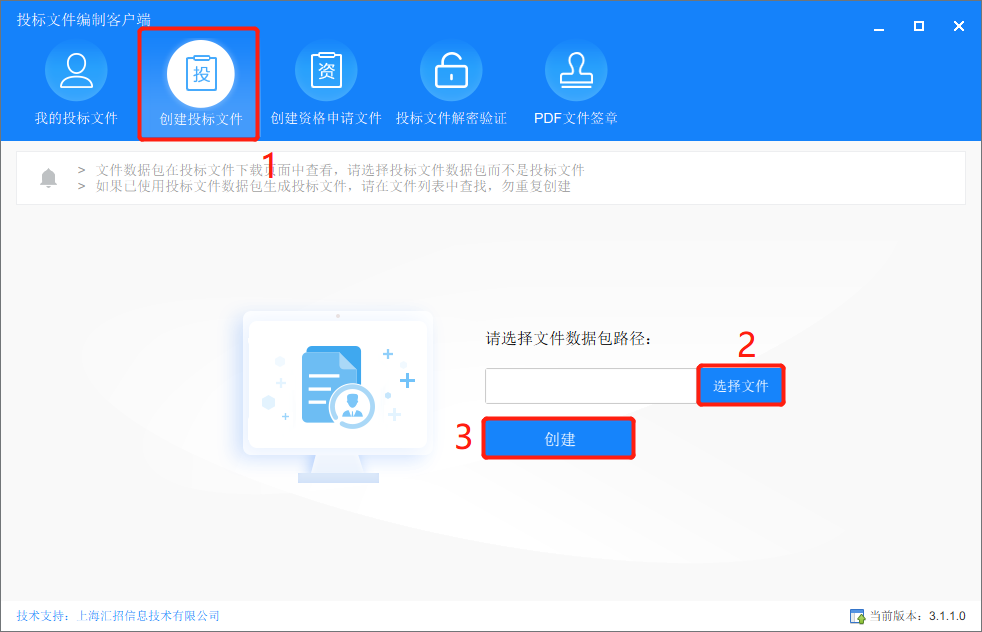 投标文件编制客户端
投
资
我的投标文件
创建投标文件
创建资格申请文件
投标文件解密验证
PDF文件签章
1
> 文件数据包在投标文件下载页面中查看，请选择投标文件数据包而不是投标文件
> 如果已使用投标文件数据包生成投标文件，请在文件列表中查找，勿重复创建
请选择文件数据包路径：
2
选择文件
3
创建
技术支持：上海汇招信息技术有限公司
当前版本：3.1.1.0